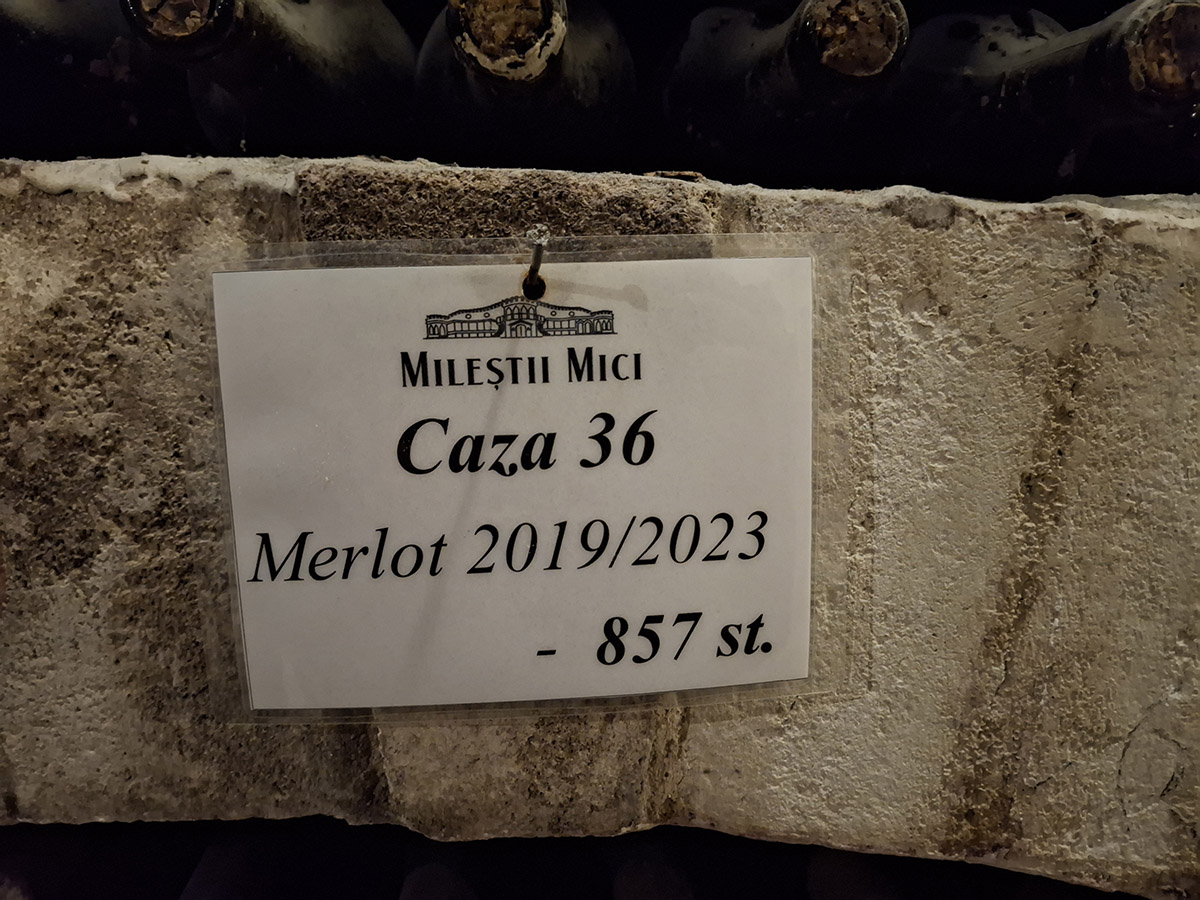 MILEȘTII MICI
Caza 36
Merlot 2019/2023
- 857 st.